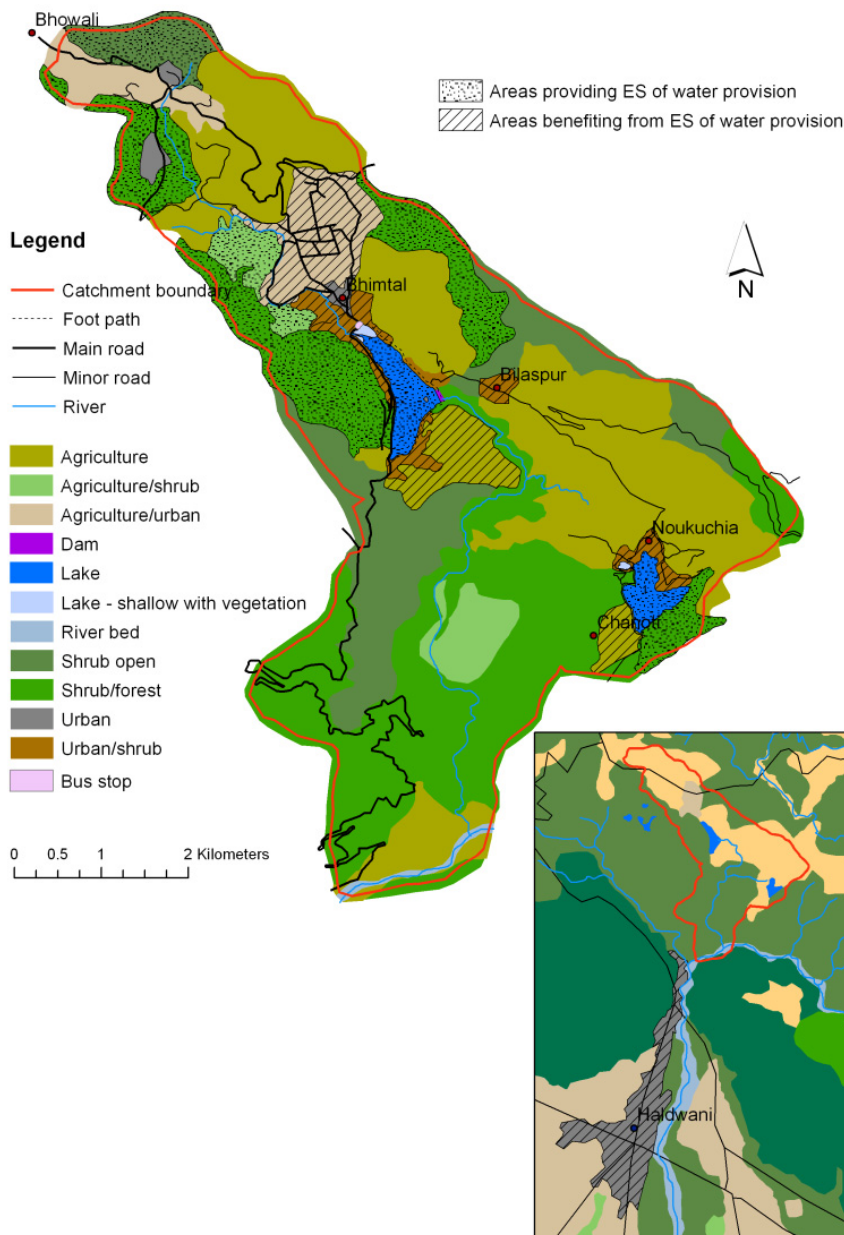 Bhowali
Areas providing ES of water provision
Areas benefiting from ES of water provision
N
Legend
Catchment boundary
Foot path
Main road
Minor road
River
Agriculture
Agriculture/shrub
Agriculture/urban
Dam
Lake
Lake - shallow with vegetation
River bed
Shrub open
Shrub/forest
Urban
Urban/shrub
Bus stop
0 0.5 1 2 Kilometers
Bhimtal
Bilaspur
Noukuchia
Chanott
Haldwani